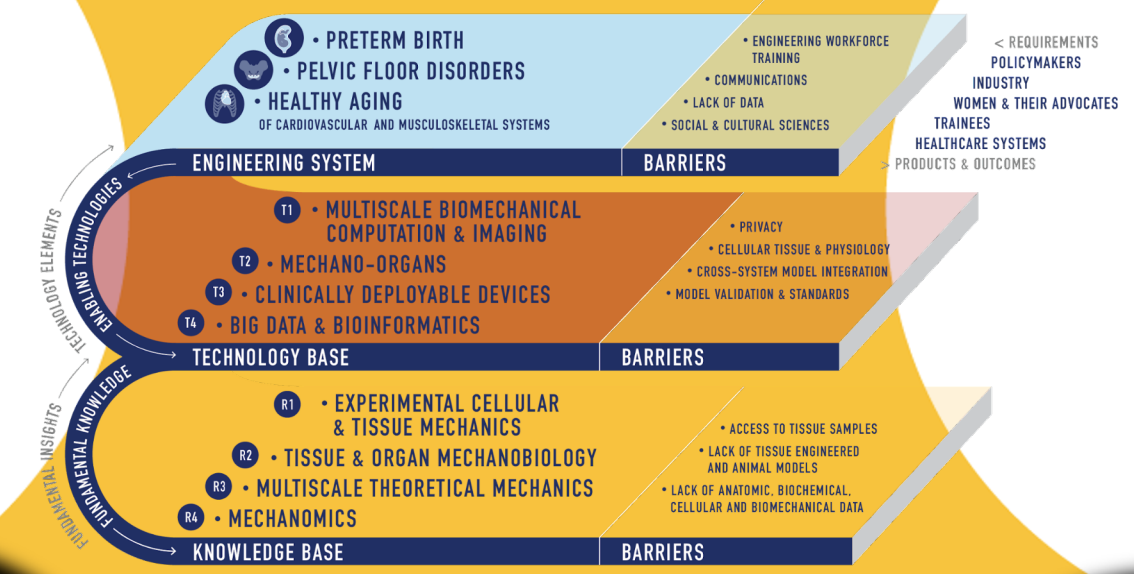 • PRETERM BIRTH
• PELVIC FLOOR DISORDERS
• HEALTHY AGING
OF CARDIOVASCULAR AND MUSCULOSKELETAL SYSTEMS
• ENGINEERING WORKFORCE
TRAINING
• COMMUNICATIONS
• LACK OF DATA
• SOCIAL & CULTURAL SCIENCES
ENGINEERING SYSTEM
BARRIERS
< REQUIREMENTS
POLICYMAKERS
INDUSTRY
WOMEN & THEIR ADVOCATES
TRAINEES
HEALTHCARE SYSTEMS
> PRODUCTS & OUTCOMES
TECHNOLOGY ELEMENTS
ENABLING TECHNOLOGIES
T1 • MULTISCALE BIOMECHANICAL
COMPUTATION & IMAGING
T2 • MECHANO-ORGANS
T3 • CLINICALLY DEPLOYABLE DEVICES
T4 • BIG DATA & BIOINFORMATICS
• PRIVACY
• CELLULAR TISSUE & PHYSIOLOGY
• CROSS-SYSTEM MODEL INTEGRATION
• MODEL VALIDATION & STANDARDS
TECHNOLOGY BASE
BARRIERS
FUNDAMENTAL INSIGHTS
FUNDAMENTAL KNOWLEDGE
R1 • EXPERIMENTAL CELLULAR
& TISSUE MECHANICS
R2 • TISSUE & ORGAN MECHANOBIOLOGY
R3 • MULTISCALE THEORETICAL MECHANICS
R4 • MECHANOMICS
• ACCESS TO TISSUE SAMPLES
• LACK OF TISSUE ENGINEERED
AND ANIMAL MODELS
• LACK OF ANATOMIC, BIOCHEMICAL,
CELLULAR AND BIOMECHANICAL DATA
KNOWLEDGE BASE
BARRIERS